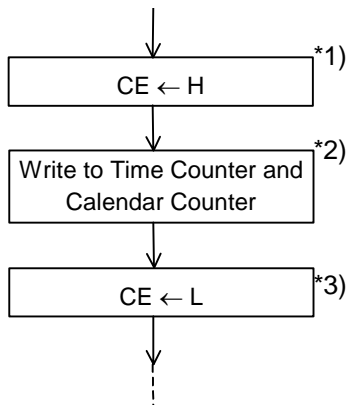 *1)
CE ← H
*2)
Write to Time Counter and
Calendar Counter
*3)
CE ← L